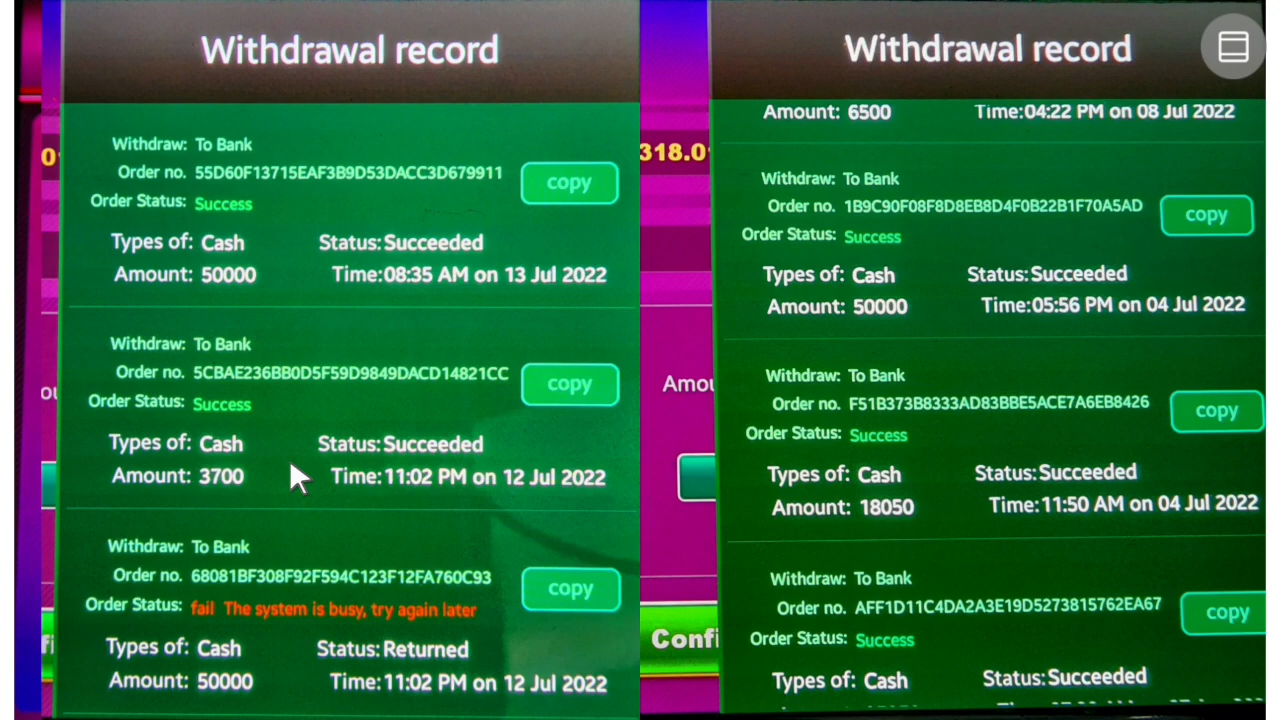 Withdrawal record
Withdraw: To Bank
Order no. 55D60F13715EAF3B9D53DACC3D679911
copy
Order Status: Success
Types of: Cash Status:Succeeded
Amount: 50000 Time:08:35 AM on 13 Jul 2022
Withdraw: To Bank
Order no. 5CBAE236BB0D5F59D9849DACD14821CC
copy
Order Status: Success
Types of: Cash Status:Succeeded
Amount: 3700 Time:11:02 PM on 12 Jul 2022
Withdraw: To Bank
Order no. 68081BF308F92F594C123F12FA760C93
copy
Order Status: fail The system is busy, try again later
Types of: Cash Status:Returned
Amount: 50000 Time:11:02 PM on 12 Jul 2022
Withdrawal record
Amount: 6500 Time:04:22 PM on 08 Jul 2022
318.0
Withdraw: To Bank
Order no. 1B9C90F08F8D8EB8D4F0B22B1F70A5AD
copy
Order Status: Success
Types of: Cash Status:Succeeded
Amount: 50000 Time:05:56 PM on 04 Jul 2022
Amou
Withdraw: To Bank
Order no. F51B373B8333AD83BBE5ACE7A6EB8426
copy
Order Status: Success
Types of: Cash Status:Succeeded
Amount: 18050 Time:11:50 AM on 04 Jul 2022
Withdraw: To Bank
Order no. AFF1D11C4DA2A3E19D5273815762EA67
copy
Order Status: Success
Confi
Types of: Cash Status:Succeeded